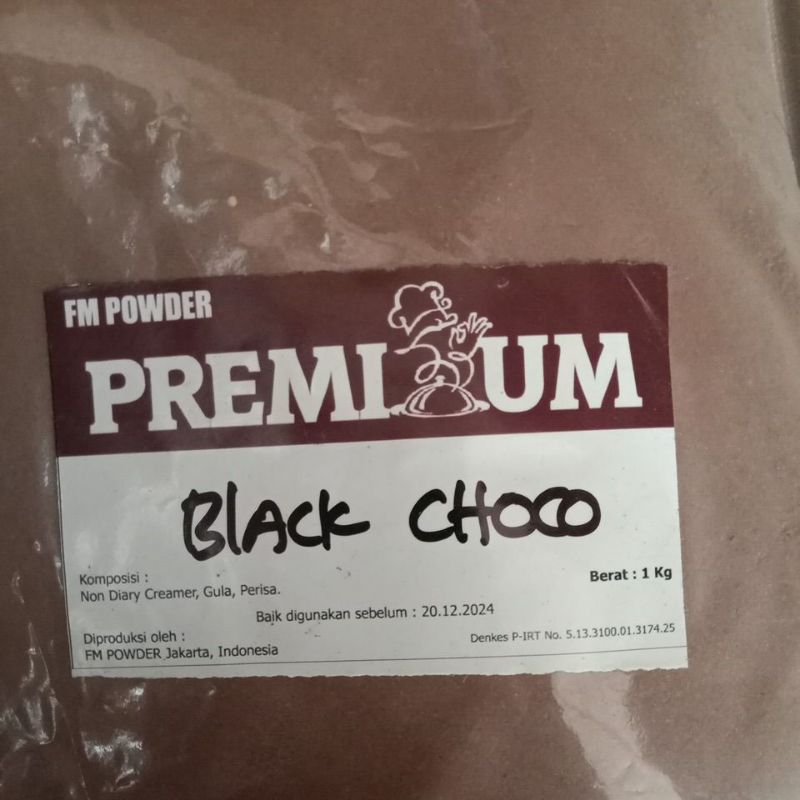 FM POWDER
PREMIUM
BLACK CHOCO
Komposisi :
Non Diary Creamer, Gula, Perisa.
Berat : 1 Kg
Baik digunakan sebelum : 20.12.2024
Diproduksi oleh :
FM POWDER Jakarta, Indonesia
Denkes P-IRT No. 5.13.3100.01.3174.25